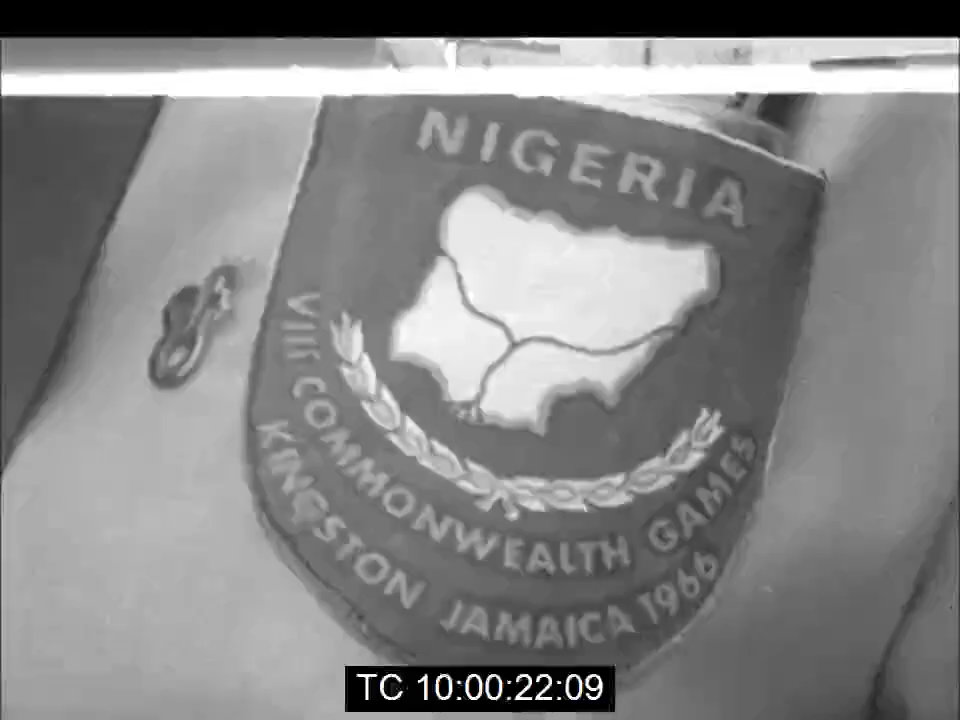 NIGERIA
VIII COMMONWEALTH GAMES
KINGSTON JAMAICA 1966
TC 10:00:22:09